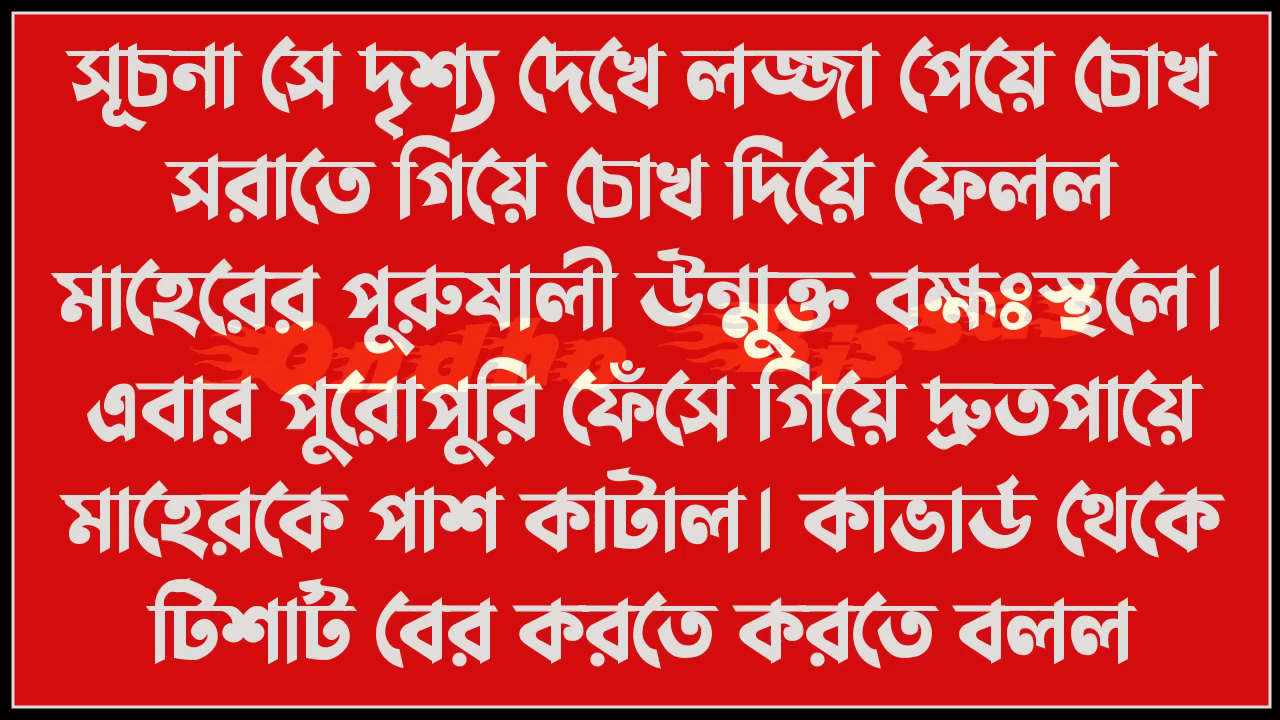 সূচনা সে দৃশ্য দেখে লজ্জা পেয়ে চোখ
সরাতে গিয়ে চোখ দিয়ে ফেলল
মাহেরের পুরুষালী উন্মুক্ত বক্ষঃস্থলে।
এবার পুরোপুরি ফেঁসে গিয়ে দ্রুতপায়ে
মাহেরকে পাশ কাটাল। কাভার্ড থেকে
টিশার্ট বের করতে করতে বলল